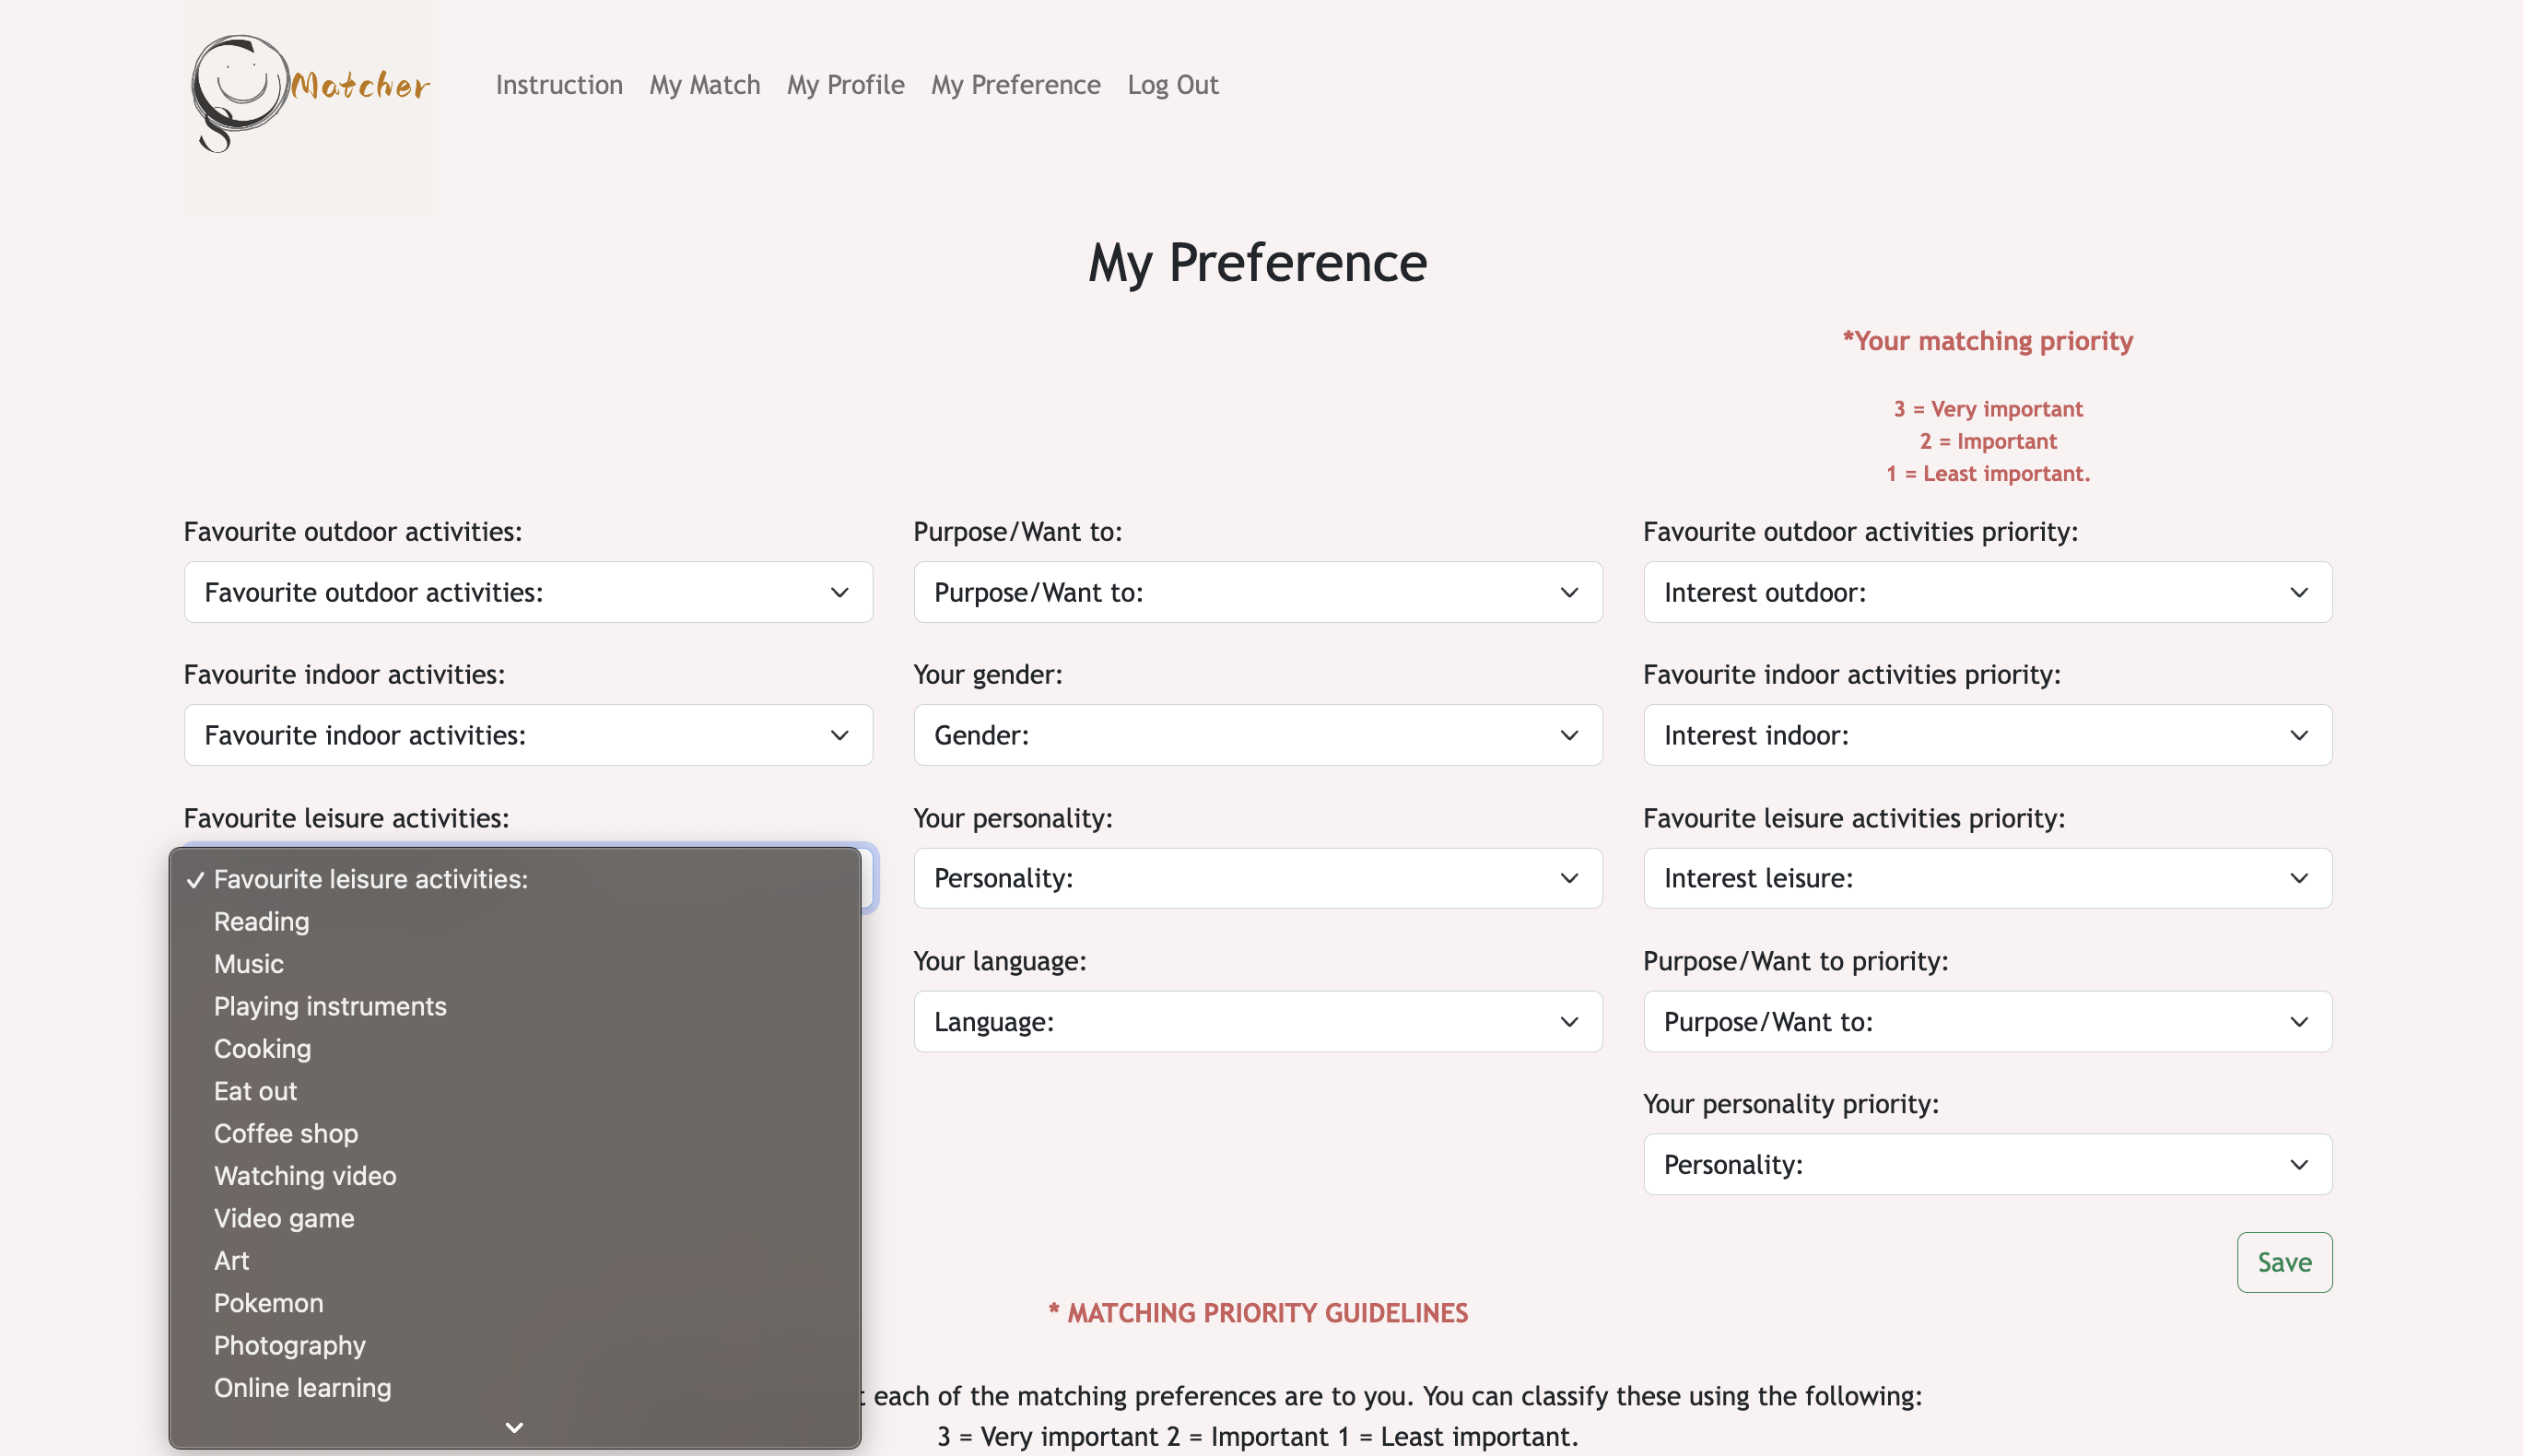 Matcher
Instruction My Match My Profile My Preference Log Out
My Preference
*Your matching priority
3 = Very important
2 = Important
1 = Least important.
Favourite outdoor activities:
Favourite outdoor activities:
Favourite indoor activities:
Favourite indoor activities:
Favourite leisure activities:
✓ Favourite leisure activities:
Reading
Music
Playing instruments
Cooking
Eat out
Coffee shop
Watching video
Video game
Art
Pokemon
Photography
Online learning
Purpose/Want to:
Purpose/Want to:
Your gender:
Gender:
Your personality:
Personality:
Your language:
Language:
Favourite outdoor activities priority:
Interest outdoor:
Favourite indoor activities priority:
Interest indoor:
Favourite leisure activities priority:
Interest leisure:
Purpose/Want to priority:
Purpose/Want to:
Your personality priority:
Personality:
Save
* MATCHING PRIORITY GUIDELINES
each of the matching preferences are to you. You can classify these using the following:
3 = Very important 2 = Important 1 = Least important.